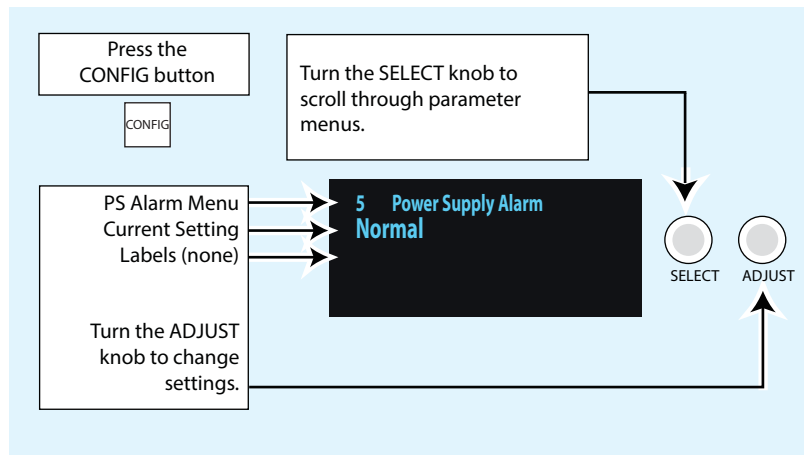 Press the
CONFIG button
CONFIG
Turn the SELECT knob to
scroll through parameter
menus.
PS Alarm Menu
Current Setting
Labels (none)
Turn the ADJUST
knob to change
settings.
5 Power Supply Alarm
Normal
SELECT
ADJUST